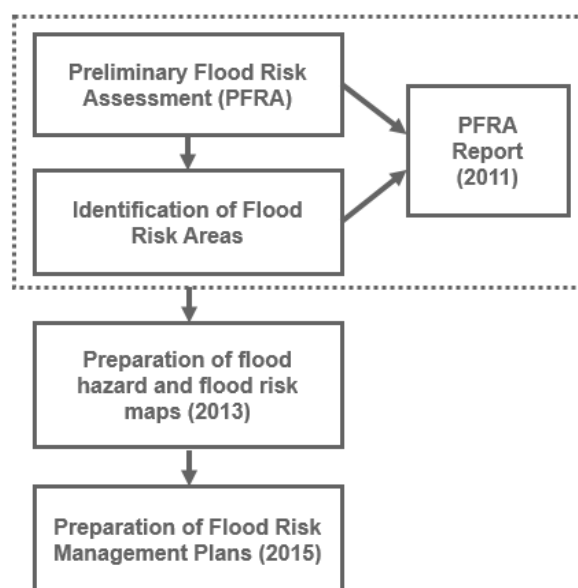 Preliminary Flood Risk
Assessment (PFRA)
PFRA
Report
(2011)
Identification of Flood
Risk Areas
Preparation of flood
hazard and flood risk
maps (2013)
Preparation of Flood Risk
Management Plans (2015)